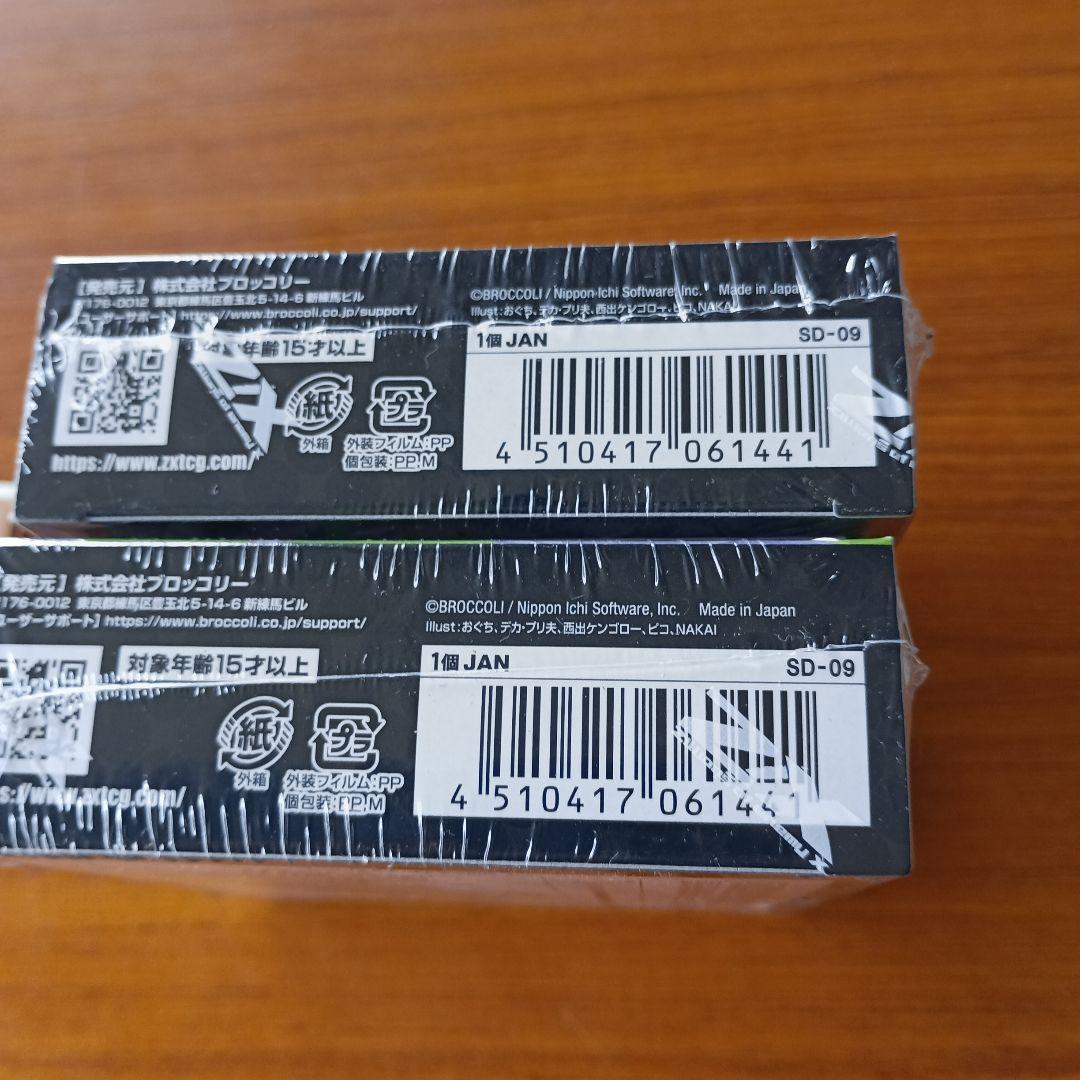 【発売元】株式会社ブロッコリー
〒176-0012 東京都練馬区豊玉北5-14-6 新練馬ビル
ユーザーサポート】https://www.broccoli.co.jp/support/
対象年齢15才以上
紙
外箱
プラ
外装フィルム:PP
個包装:PP,M
https://www.zxtcg.com/
©BROCCOLI / Nippon Ichi Software, Inc. Made in Japan
Illust:おぐち、デカ・プリ夫、西出ケンゴロー、ピコ、NAKAI
1個 JAN SD-09
4 510417 061441
発売元】株式会社ブロッコリー
〒176-0012 東京都練馬区豊玉北5-14-6 新練馬ビル
ユーザーサポート】https://www.broccoli.co.jp/support/
対象年齢15才以上
紙
外箱
プラ
外装フィルム:PP
個包装:PP,M
s://www.zxtcg.com/
©BROCCOLI / Nippon Ichi Software, Inc. Made in Japan
Illust:おぐち、デカ・プリ夫、西出ケンゴロー、ピコ、NAKAI
1個 JAN SD-09
4 510417 061441